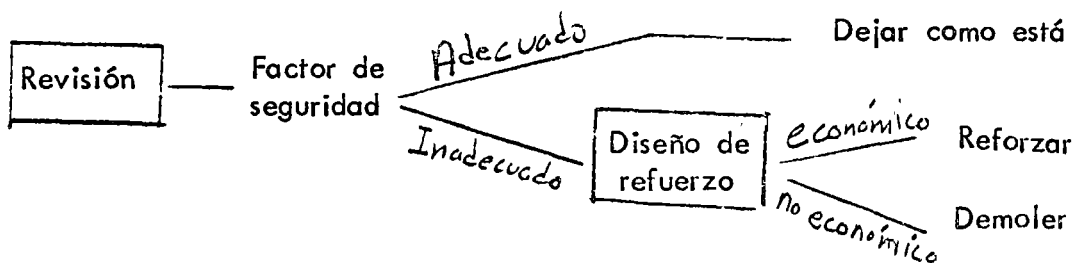 Revisión
Factor de
seguridad
Adecuado
Dejar como está
Inadecuado
Diseño de
refuerzo
económico
Reforzar
no económico
Demoler